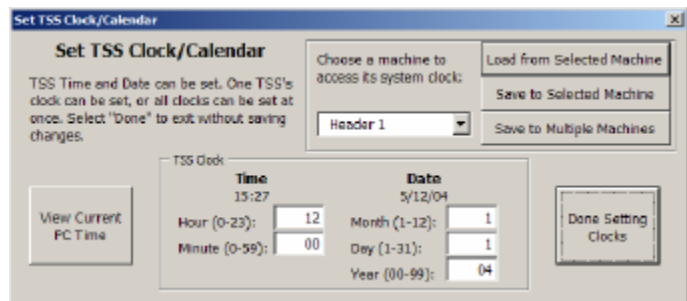 Set TSS Clock/Calendar
Set TSS Clock/Calendar
TSS Time and Date can be set. One TSS's
clock can be set, or all clocks can be set at
once. Select "Done" to exit without saving
changes.
Choose a machine to
access its system clock:
Header 1
Load from Selected Machine
Save to Selected Machine
Save to Multiple Machines
View Current
PC Time
TSS Clock
Time
15:27
Hour (0-23): 12
Minute (0-59): 00
Date
5/12/04
Month (1-12): 1
Day (1-31): 1
Year (00-99): 04
Done Setting
Clocks